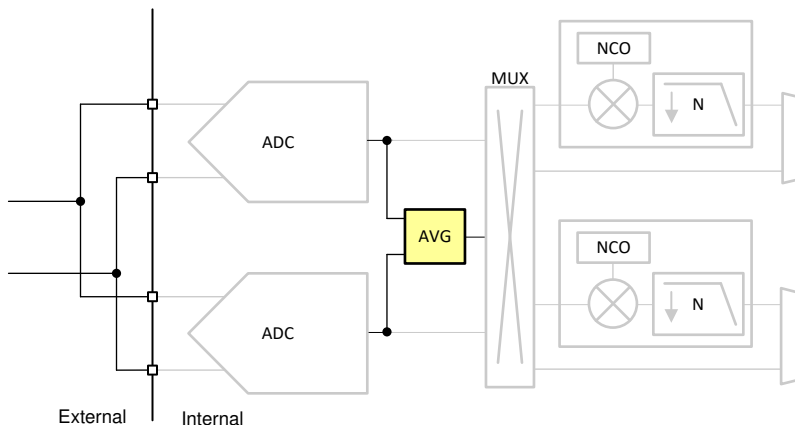 NCO
MUX
N
ADC
AVG
NCO
N
ADC
External
Internal